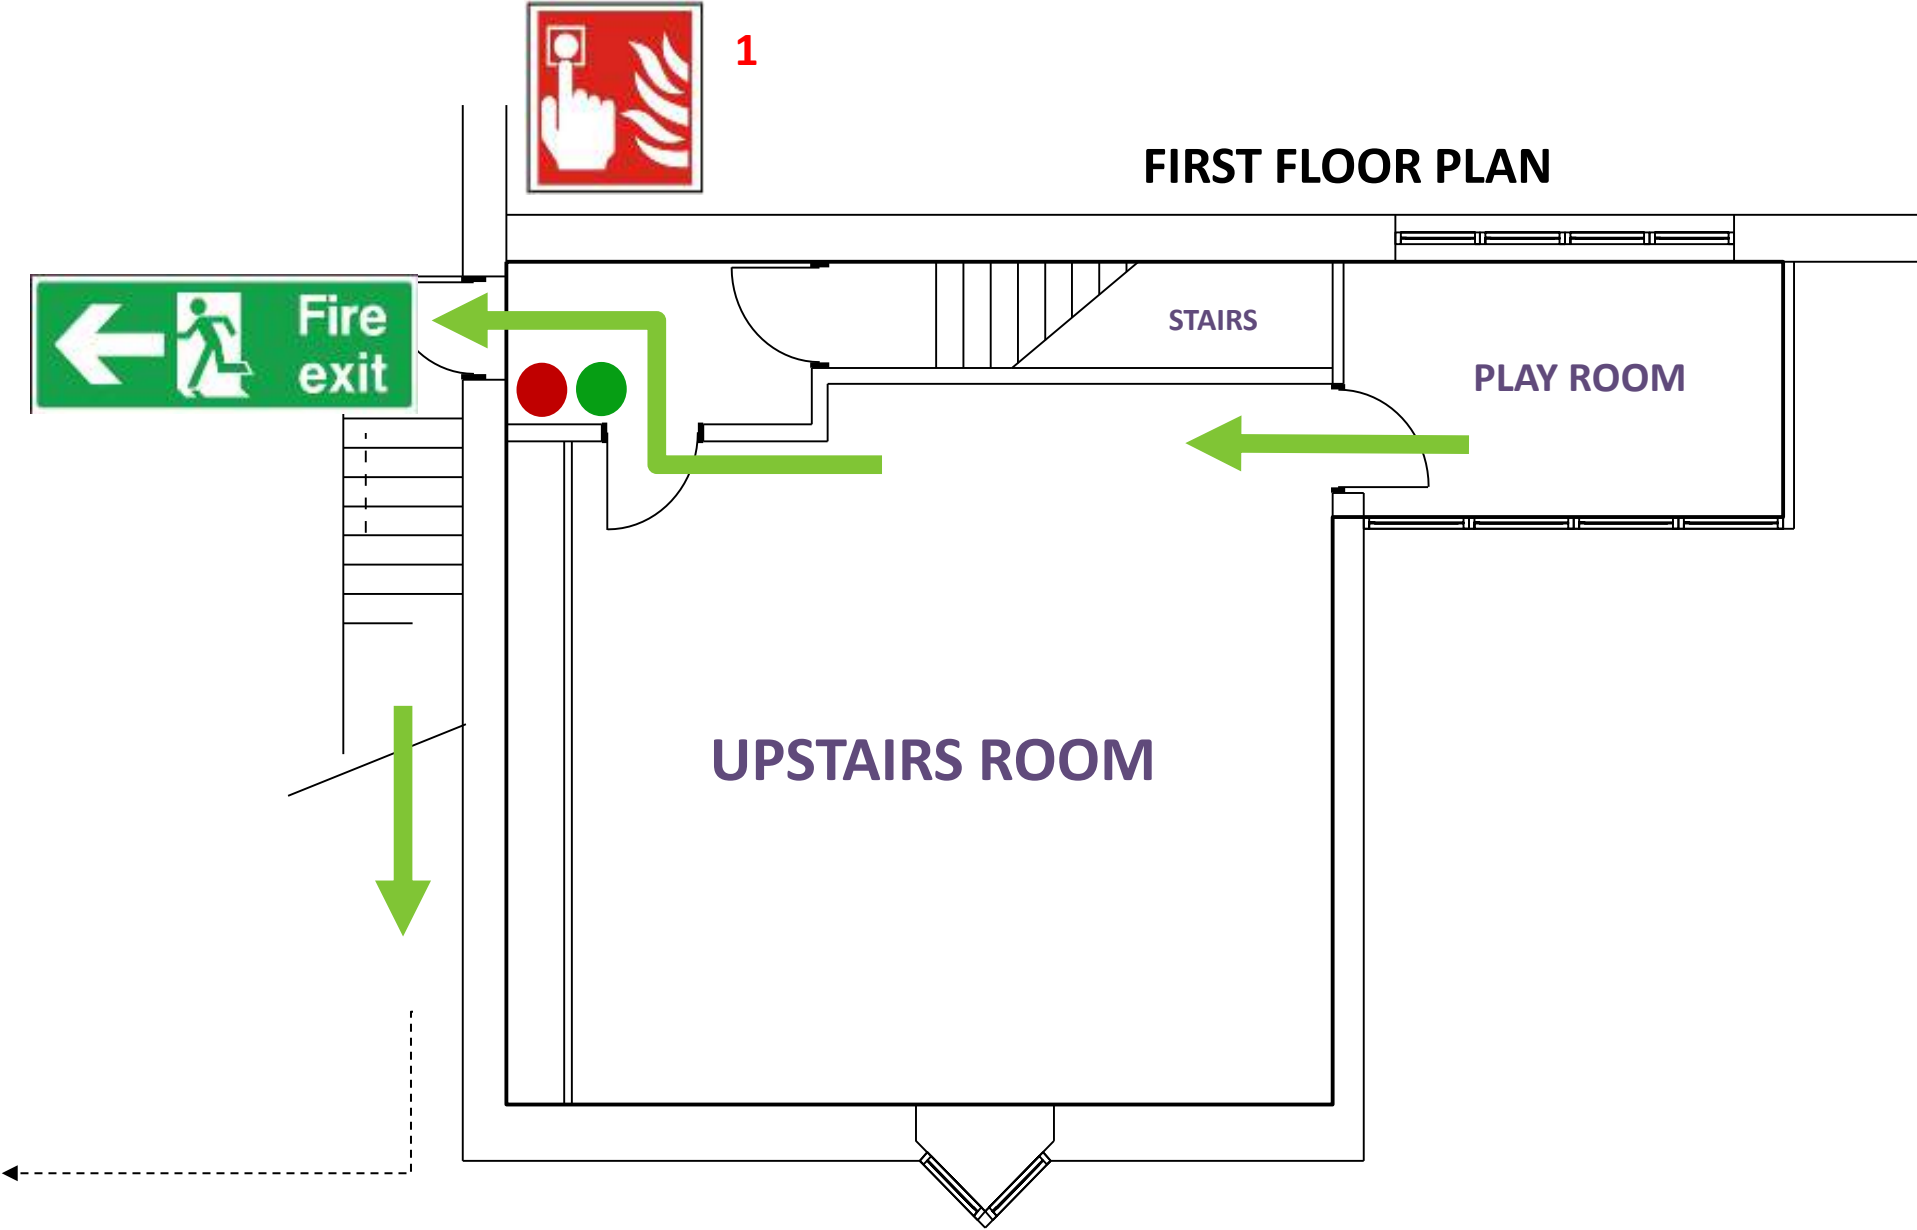 1
FIRST FLOOR PLAN
Fire
exit
STAIRS
PLAY ROOM
UPSTAIRS ROOM